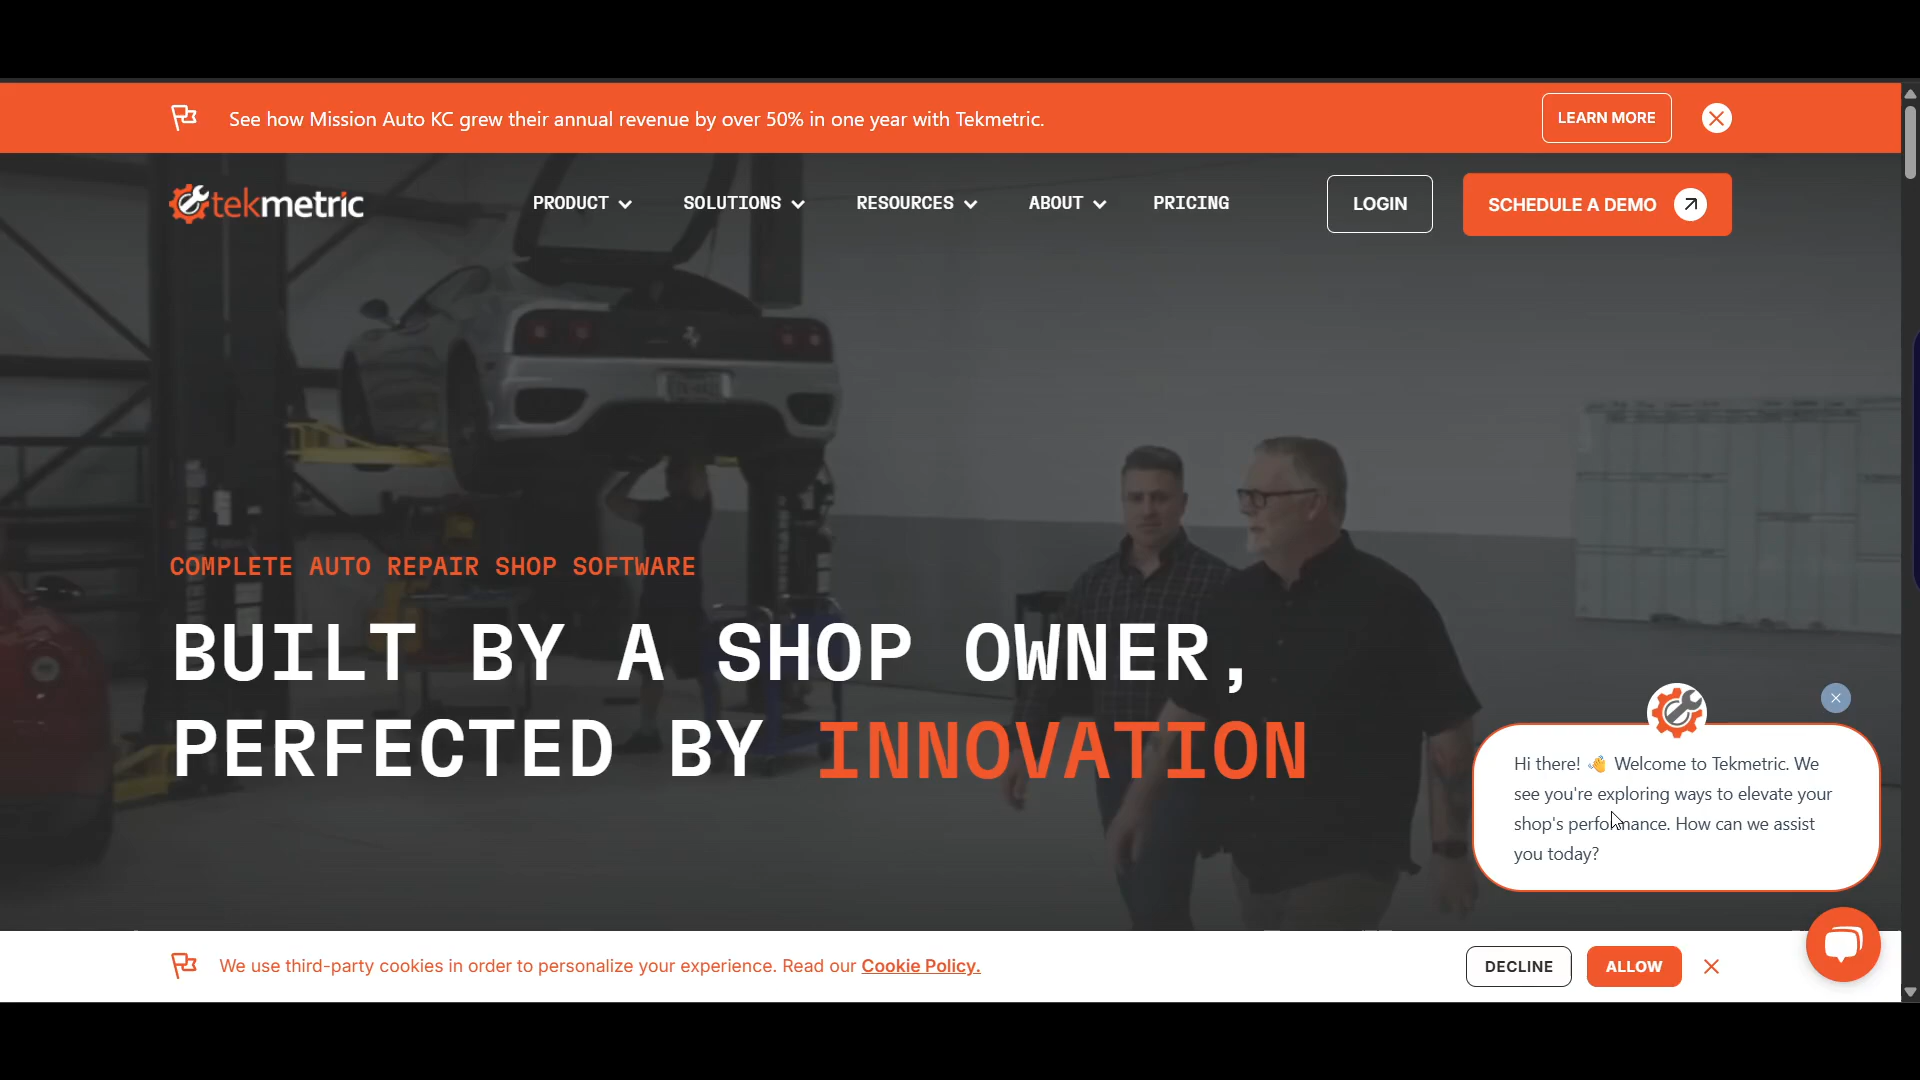 See how Mission Auto KC grew their annual revenue by over 50% in one year with Tekmetric.
LEARN MORE
tekmetric
PRODUCT
SOLUTIONS
RESOURCES
ABOUT
PRICING
LOGIN
SCHEDULE A DEMO
COMPLETE AUTO REPAIR SHOP SOFTWARE
BUILT BY A SHOP OWNER,
PERFECTED BY INNOVATION
Hi there! 👋 Welcome to Tekmetric. We
see you're exploring ways to elevate your
shop's performance. How can we assist
you today?
We use third-party cookies in order to personalize your experience. Read our Cookie Policy.
DECLINE
ALLOW